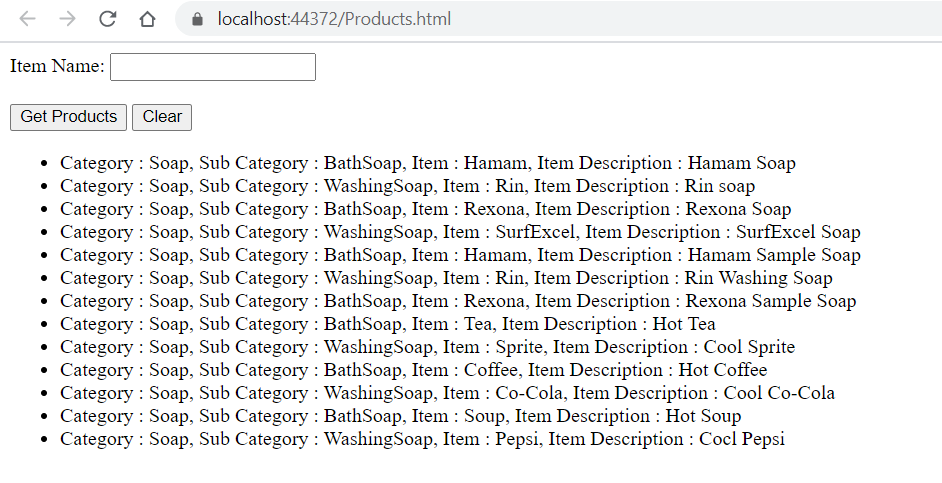 localhost:44372/Products.html
Item Name:
Get Products Clear
Category : Soap, Sub Category : BathSoap, Item : Hamam, Item Description : Hamam Soap
Category : Soap, Sub Category : WashingSoap, Item : Rin, Item Description : Rin soap
Category : Soap, Sub Category : BathSoap, Item : Rexona, Item Description : Rexona Soap
Category : Soap, Sub Category : WashingSoap, Item : SurfExcel, Item Description : SurfExcel Soap
Category : Soap, Sub Category : BathSoap, Item : Hamam, Item Description : Hamam Sample Soap
Category : Soap, Sub Category : WashingSoap, Item : Rin, Item Description : Rin Washing Soap
Category : Soap, Sub Category : BathSoap, Item : Rexona, Item Description : Rexona Sample Soap
Category : Soap, Sub Category : BathSoap, Item : Tea, Item Description : Hot Tea
Category : Soap, Sub Category : WashingSoap, Item : Sprite, Item Description : Cool Sprite
Category : Soap, Sub Category : BathSoap, Item : Coffee, Item Description : Hot Coffee
Category : Soap, Sub Category : WashingSoap, Item : Co-Cola, Item Description : Cool Co-Cola
Category : Soap, Sub Category : BathSoap, Item : Soup, Item Description : Hot Soup
Category : Soap, Sub Category : WashingSoap, Item : Pepsi, Item Description : Cocl Pepsi